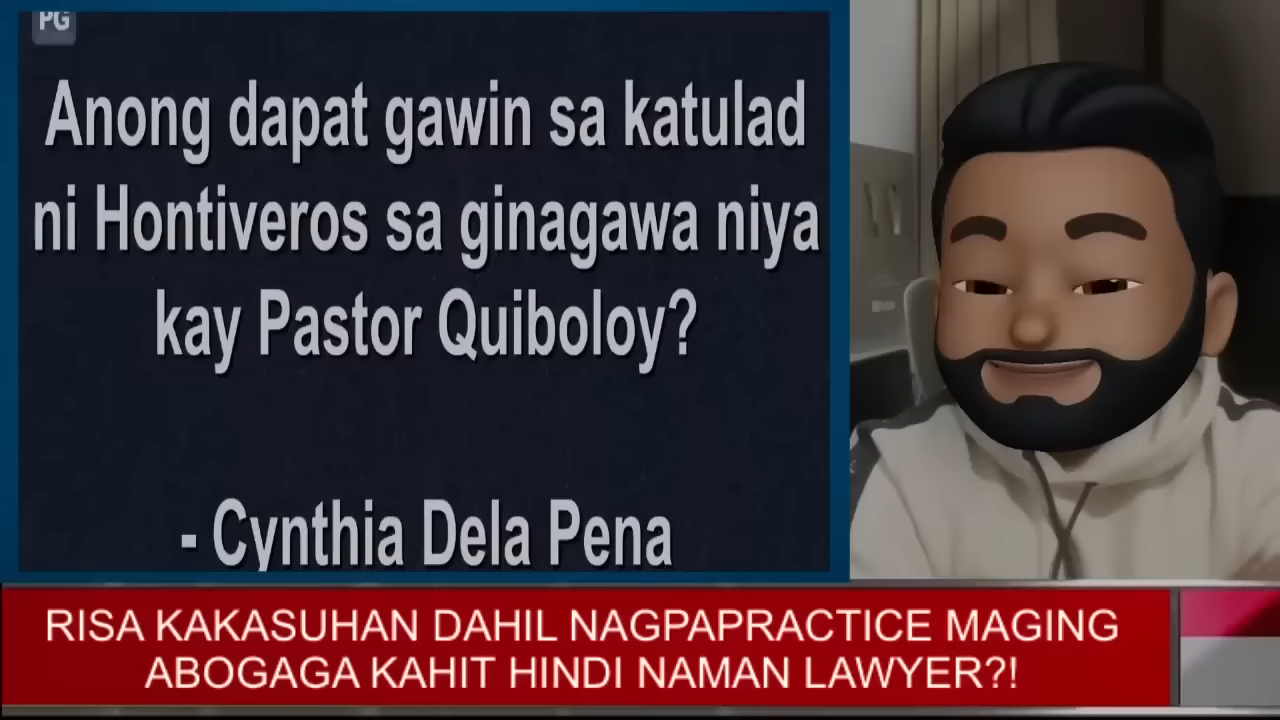 PG
Anong dapat gawin sa katulad
ni Hontiveros sa ginagawa niya
kay Pastor Quiboloy?
- Cynthia Dela Pena
RISA KAKASUHAN DAHIL NAGPAPRACTICE MAGING
ABOGAGA KAHIT HINDI NAMAN LAWYER?!